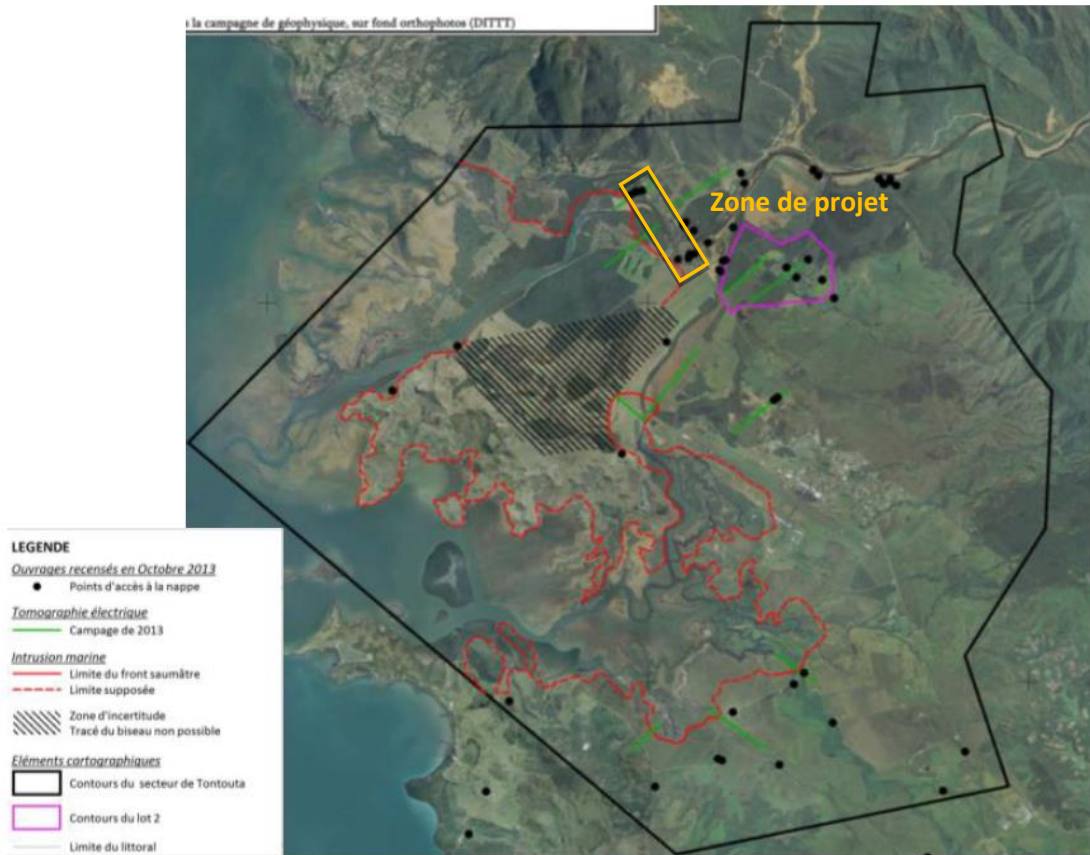 la campagne de géophysique, sur fond orthophotos (DITTT)
Zone de projet
LEGENDE
Ouvrages recensés en Octobre 2013
Points d'accès à la nappe
Tomographie électrique
Campage de 2013
Intrusion marine
Limite du front saumâtre
Limite supposée
Zone d'incertitude
Tracé du biseau non possible
Eléments cartographiques
Contours du secteur de Tontouta
Contours du lot 2
Limite du littoral